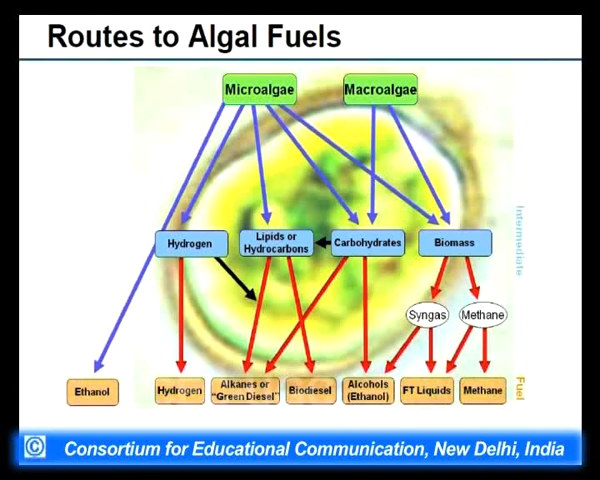 Routes to Algal Fuels
Microalgae
Macroalgae
Hydrogen
Lipids or
Hydrocarbons
Carbohydrates
Biomass
Intermediate
Syngas
Methane
Ethanol
Hydrogen
Alkanes or
"Green Diesel"
Biodiesel
Alcohols
(Ethanol)
FT Liquids
Methane
Fuel
© Consortium for Educational Communication, New Delhi, India